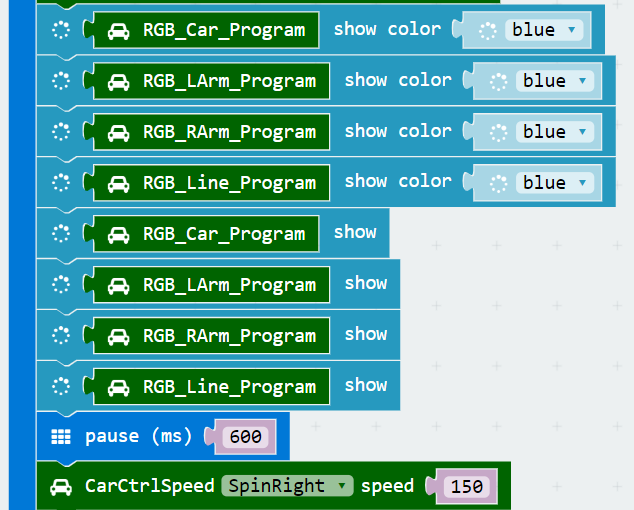 RGB_Car_Program show color blue
RGB_LArm_Program show color blue
RGB_RArm_Program show color blue
RGB_Line_Program show color blue
RGB_Car_Program show
RGB_LArm_Program show
RGB_RArm_Program show
RGB_Line_Program show
pause (ms) 600
CarCtrlSpeed SpinRight speed 150